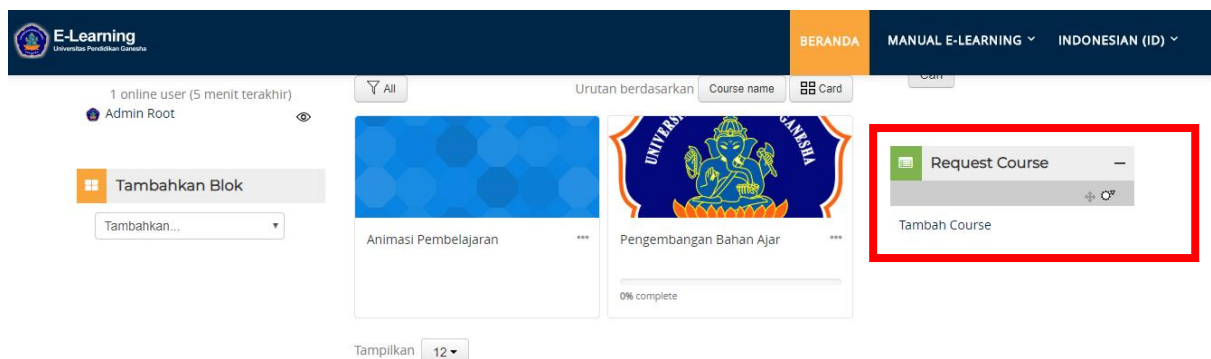 E-Learning
Universitas Pendidikan Ganesha
BERANDA
MANUAL E-LEARNING
INDONESIAN (ID)
1 online user (5 menit terakhir)
Admin Root
Tambahkan Blok
Tambahkan...
All
Urutan berdasarkan
Course name
Card
Animasi Pembelajaran
Pengembangan Bahan Ajar
0% complete
Tampilkan
12
Cari
Request Course
Tambah Course